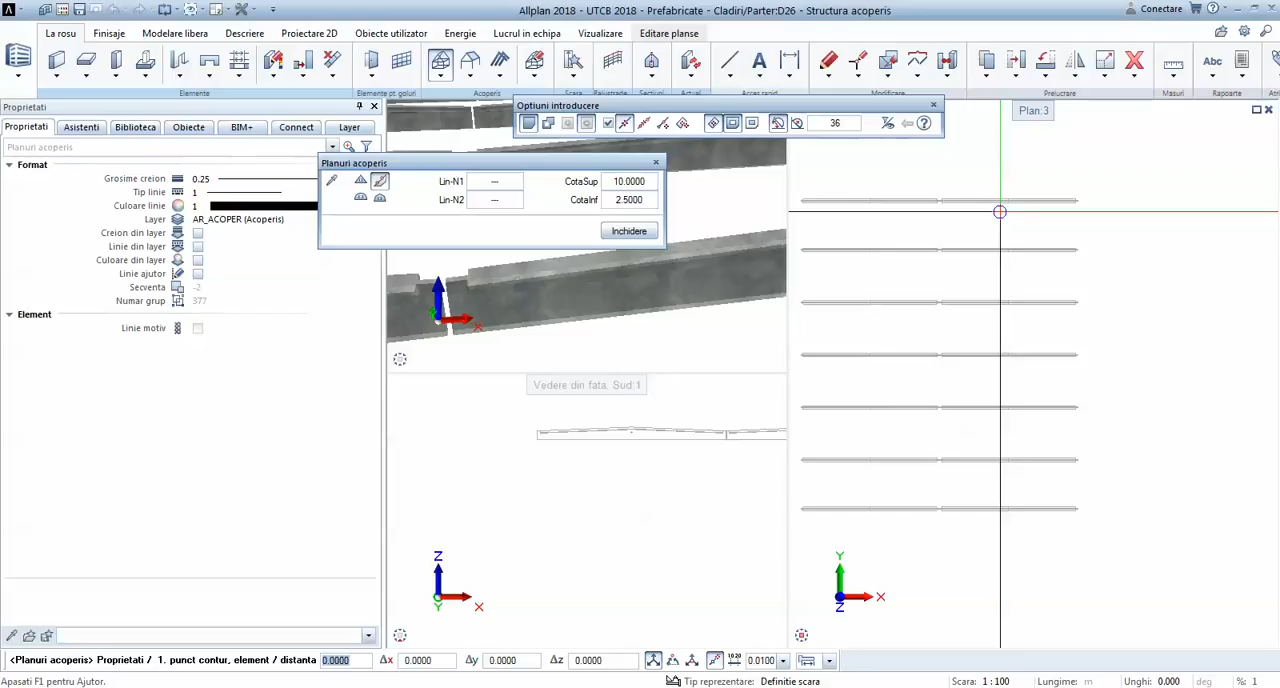 Allplan 2018 - UTCB 2018 - Prefabricate - Cladiri/Parter:D26 - Structura acoperis
Conectare
La rosu Finisaje Modelare libera Descriere Proiectare 2D Obiecte utilizator Energie Lucrul in echipa Vizualizare Editare planse
Elemente Elemente pt. goluri Acoperis Scara Palustrade Sectiuni Actual Acces rapid Modificare Prelucrare Masuri Rapoarte
Abc
Proprietati
Optiuni introducere
36
Plan:3
Proprietati Asistenti Biblioteca Obiecte BIM+ Connect Layer
Planuri acoperis
Planuri acoperis
Format
Grosime creion 0.25
Tip linie 1
Culoare linie 1
Layer AR_ACOPER (Acoperis)
Creion din layer
Linie din layer
Culoare din layer
Linie ajutor
Secventa -2
Numar grup 377
Element
Linie motiv
Lin-N1 --- CotaSup 10.0000
Lin-N2 --- CotaInf 2.5000
Inchidere
X
Vedere din fata, Sud:1
Z
X
Y
Y
X
Z
<Planuri acoperis> Proprietati / 1. punct contur, element / distanta 0.0000 Δx 0.0000 Δy 0.0000 Δz 0.0000 1020 0.0100
Apasati F1 pentru Ajutor. Tip reprezentare: Definitie scara Scara: 1:100 Lungime: m Unghi: 0.000 deg %: 1